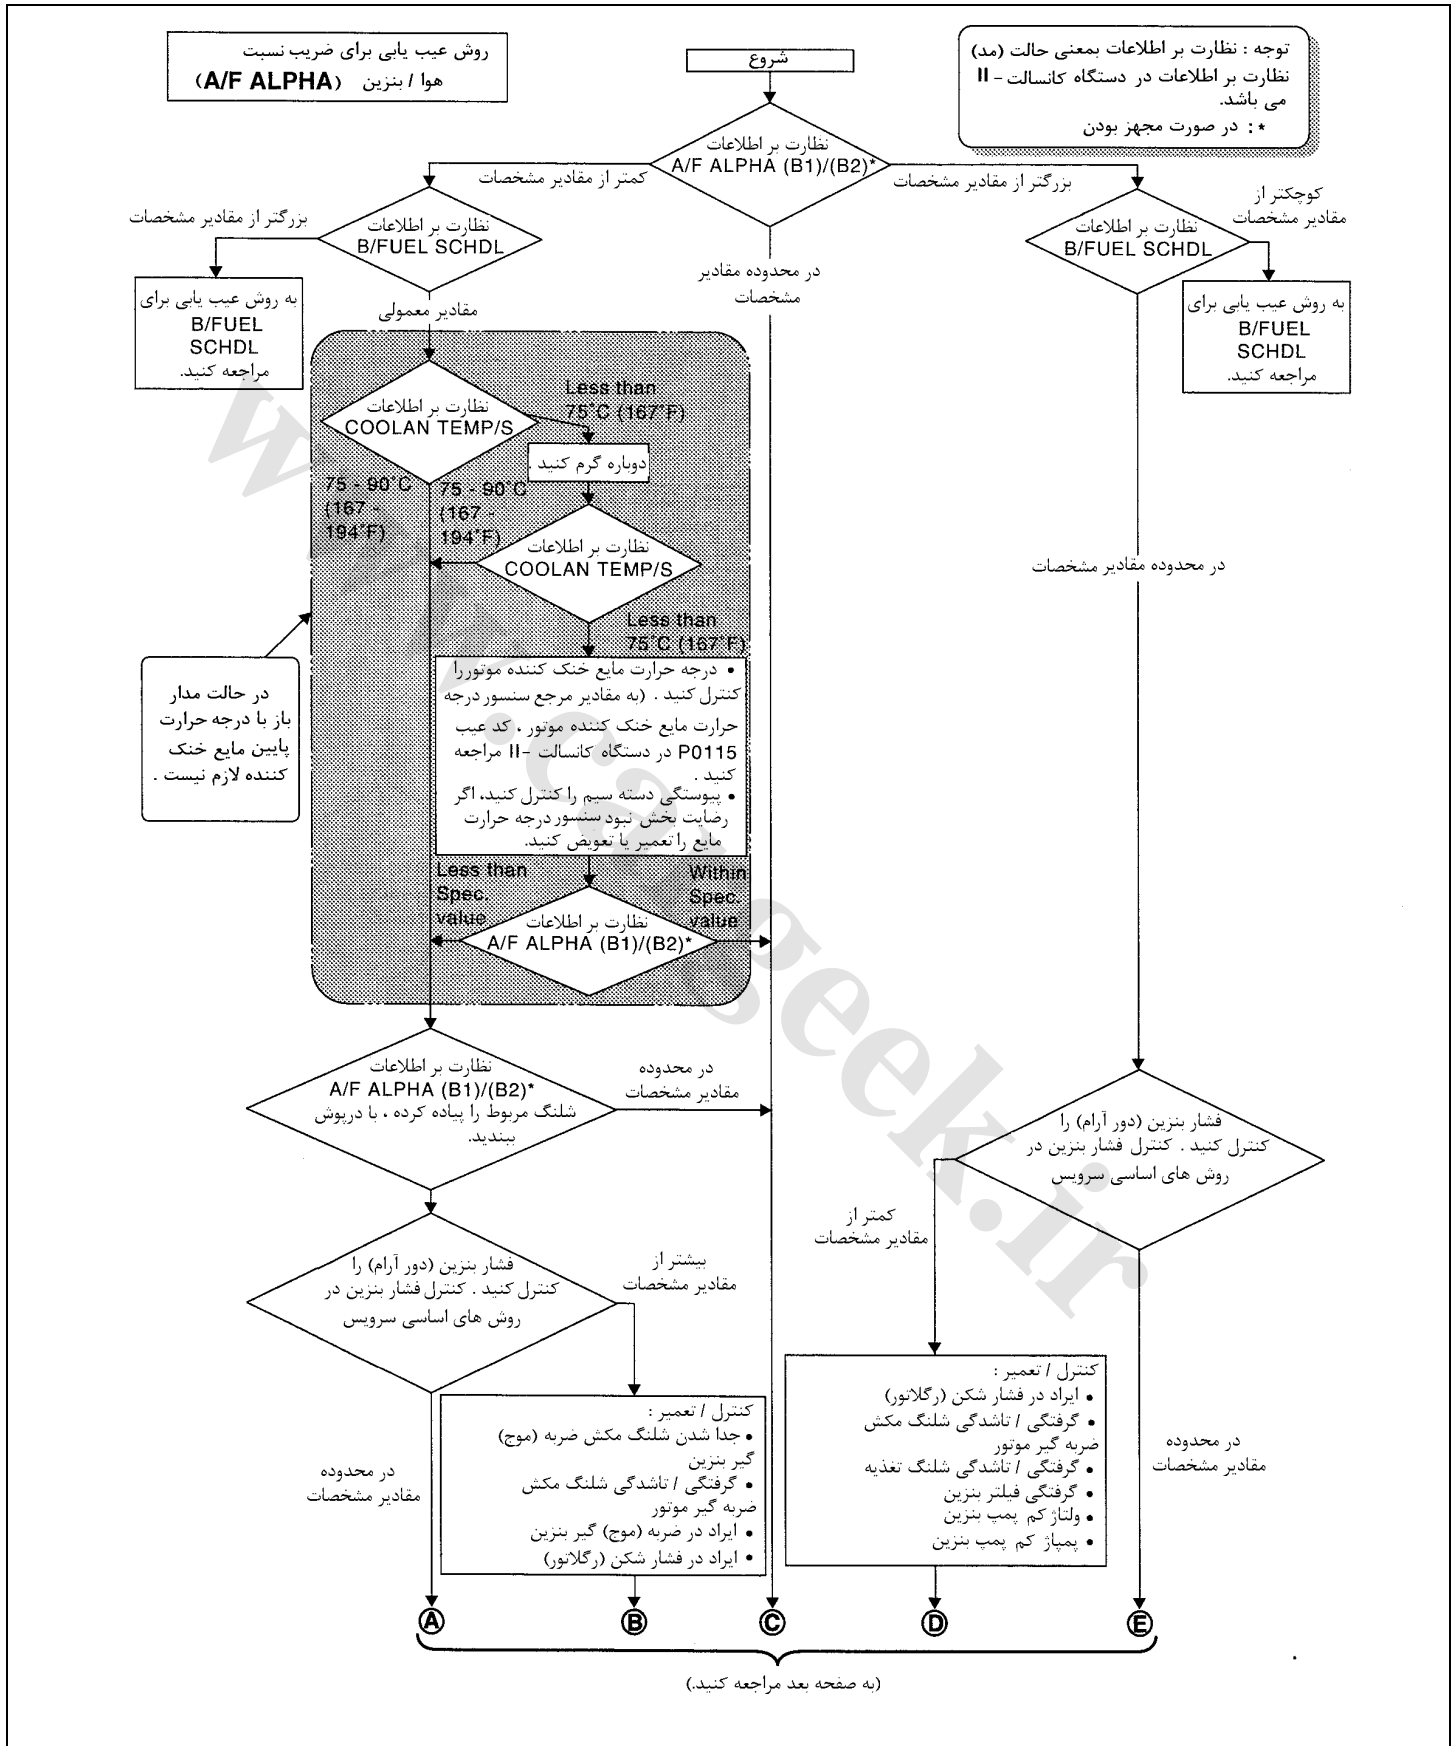 روش عیب یابی برای ضریب نسبت
هوا / بنزین (A/F ALPHA)
شروع
توجه : نظارت بر اطلاعات بمعنی حالت (مد)
نظارت بر اطلاعات در دستگاه کانسالت - II
می باشد.
* : در صورت مجهز بودن
نظارت بر اطلاعات
A/F ALPHA (B1)/(B2)*
کمتر از مقادیر مشخصات
بزرگتر از مقادیر مشخصات
در محدوده مقادیر
مشخصات
بزرگتر از مقادیر مشخصات
نظارت بر اطلاعات
B/FUEL SCHDL
به روش عیب یابی برای
B/FUEL
SCHDL
مراجعه کنید.
مقادیر معمولی
نظارت بر اطلاعات
B/FUEL SCHDL
کوچکتر از
مقادیر مشخصات
به روش عیب یابی برای
B/FUEL
SCHDL
مراجعه کنید.
نظارت بر اطلاعات
COOLAN TEMP/S
Less than
75°C (167°F)
دوباره گرم کنید .
75 - 90°C
(167 -
194°F)
75 - 90°C
(167 -
194°F)
نظارت بر اطلاعات
COOLAN TEMP/S
Less than
75°C (167°F)
در محدوده مقادیر مشخصات
در حالت مدار
باز با درجه حرارت
پایین مایع خنک
کننده لازم نیست .
• درجه حرارت مایع خنک کننده موتور را
کنترل کنید . (به مقادیر مرجع سنسور درجه
حرارت مایع خنک کننده موتور ، کد عیب
P0115 در دستگاه کانسالت -II مراجعه
کنید .
• پیوستگی دسته سیم را کنترل کنید، اگر
رضایت بخش نبود سنسور درجه حرارت
مایع را تعمیر یا تعویض کنید.
Less than
Spec.
value
Within
Spec.
value
نظارت بر اطلاعات
A/F ALPHA (B1)/(B2)*
نظارت بر اطلاعات
A/F ALPHA (B1)/(B2)*
شلنگ مربوط را پیاده کرده ، با درپوش
ببندید.
در محدوده
مقادیر مشخصات
فشار بنزین (دور آرام) را
کنترل کنید . کنترل فشار بنزین در
روش های اساسی سرویس
کمتر از
مقادیر مشخصات
فشار بنزین (دور آرام) را
کنترل کنید . کنترل فشار بنزین در
روش های اساسی سرویس
بیشتر از
مقادیر مشخصات
کنترل / تعمیر :
• ایراد در فشار شکن (رگلاتور)
• گرفتگی / تاشدگی شلنگ مکش
ضربه گیر موتور
• گرفتگی / تاشدگی شلنگ تغذیه
• گرفتگی فیلتر بنزین
• ولتاژ کم پمپ بنزین
• پمپاژ کم پمپ بنزین
در محدوده
مقادیر مشخصات
کنترل / تعمیر :
• جدا شدن شلنگ مکش ضربه (موج)
گیر بنزین
• گرفتگی / تاشدگی شلنگ مکش
ضربه گیر موتور
• ایراد در ضربه (موج) گیر بنزین
• ایراد در فشار شکن (رگلاتور)
در محدوده
مقادیر مشخصات
A
B
C
D
E
(به صفحه بعد مراجعه کنید.)
www.cargeek.ir